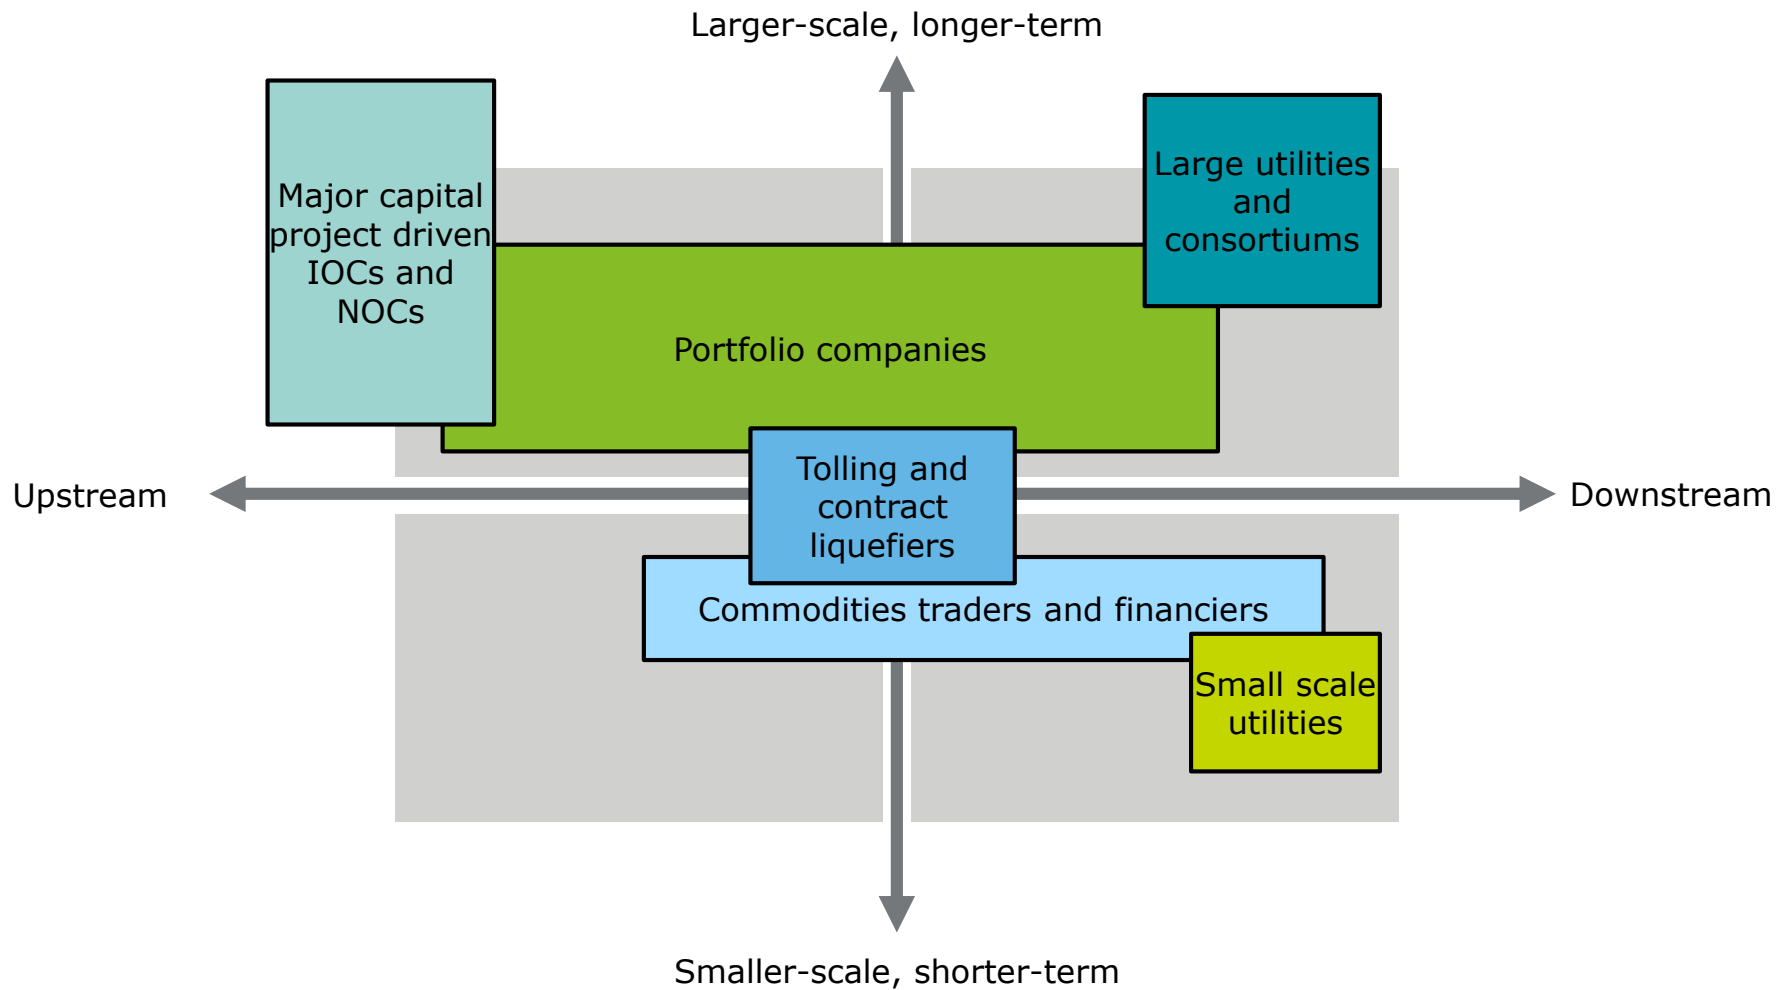 Larger-scale, longer-term
Major capital
project driven
IOCs and
NOCs
Large utilities
and
consortiums
Portfolio companies
Upstream
Tolling and
contract
liquefiers
Downstream
Commodities traders and financiers
Small scale
utilities
Smaller-scale, shorter-term